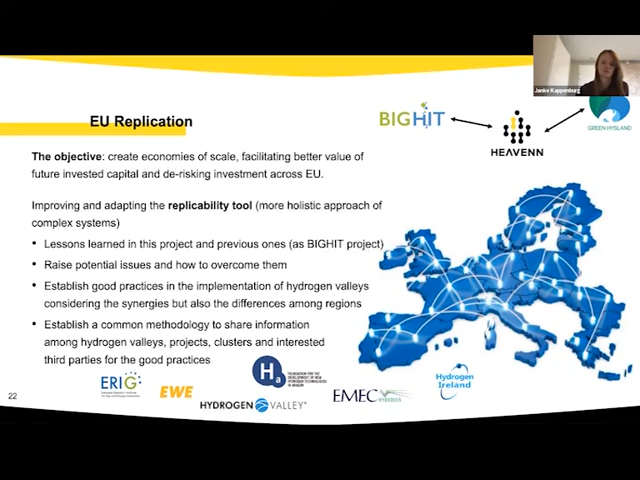 Janke Kappenburg
EU Replication
BIGHIT
HEAVENN
GREEN HYSLAND
The objective: create economies of scale, facilitating better value of
future invested capital and de-risking investment across EU.
Improving and adapting the replicability tool (more holistic approach of
complex systems)
• Lessons learned in this project and previous ones (as BIGHIT project)
• Raise potential issues and how to overcome them
• Establish good practices in the implementation of hydrogen valleys
considering the synergies but also the differences among regions
• Establish a common methodology to share information
among hydrogen valleys, projects, clusters and interested
third parties for the good practices
22
ERIG
EWE
HYDROGEN VALLEY
Ha
FOUNDATION FOR THE
DEVELOPMENT OF NEW
HYDROGEN TECHNOLOGIES
IN ARAGON
EMEC HYDROGEN
Hydrogen
Ireland